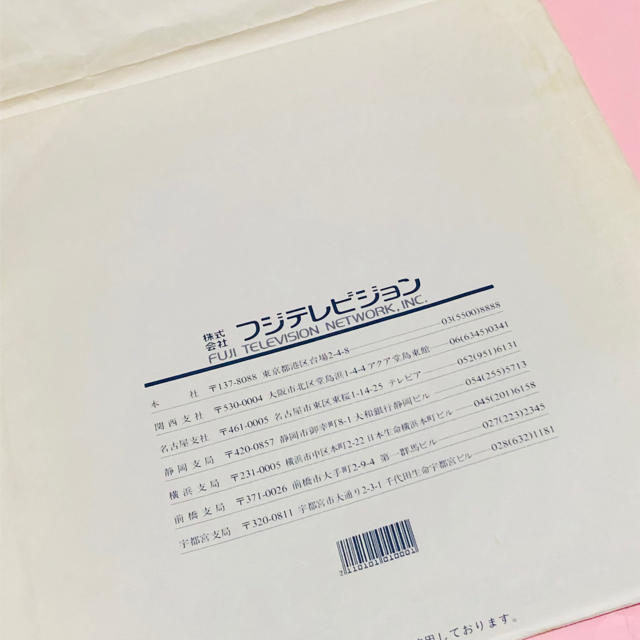 株式会社 フジテレビジョン
FUJI TELEVISION NETWORK, INC.
本社 〒137-8088 東京都港区台場2-4-8 03(5500)8888
関西支社 〒530-0004 大阪市北区堂島浜1-4-4 アクア堂島東館 06(6345)0341
名古屋支社 〒461-0005 名古屋市東区東桜1-14-25 テレピア 052(951)6131
静岡支局 〒420-0857 静岡市御幸町8-1 大和銀行静岡ビル 054(255)5713
横浜支局 〒231-0005 横浜市中区本町2-22 日本生命横浜本町ビル 045(201)6158
前橋支局 〒371-0026 前橋市大手町2-9-4 第一群馬ビル 027(223)2345
宇都宮支局 〒320-0811 宇都宮市大通り2-3-1 千代田生命宇都宮ビル 028(632)1181
2110101010001
用しております。